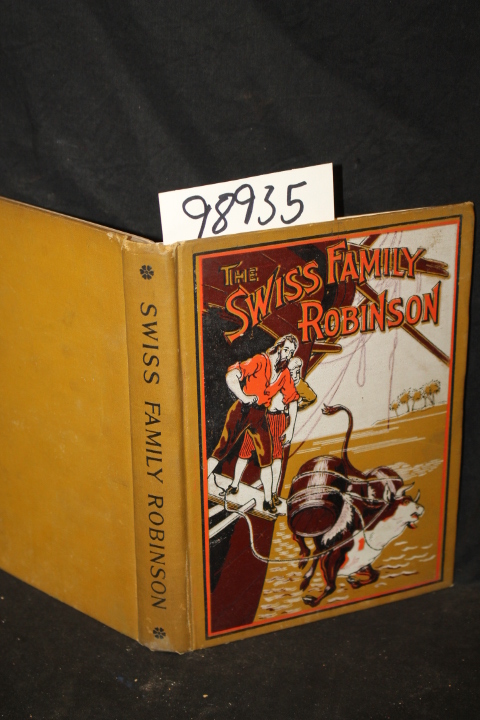 98935
THE
SWISS FAMILY
ROBINSON
SWISS FAMILY ROBINSON